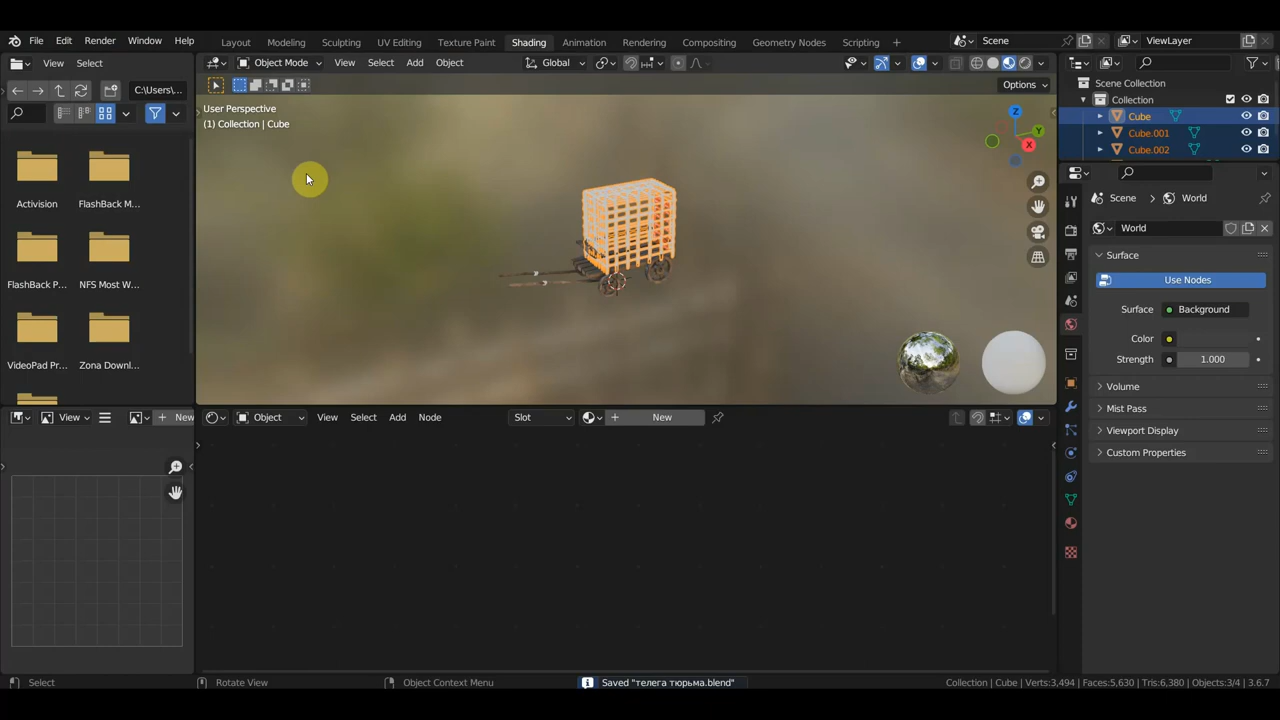 File Edit Render Window Help
Layout Modeling Sculpting UV Editing Texture Paint Shading Animation Rendering Compositing Geometry Nodes Scripting
Scene
ViewLayer
View Select
Object Mode View Select Add Object
Global
C:\Users\...
Options
User Perspective
(1) Collection | Cube
Z
Y
X
Activision
FlashBack M...
FlashBack P...
NFS Most W...
VideoPad Pr...
Zona Downl...
Scene Collection
Collection
Cube
Cube.001
Cube.002
Scene
World
World
Surface
Use Nodes
Surface
Background
Color
Strength
1.000
Volume
Mist Pass
Viewport Display
Custom Properties
View
New
Object
View Select Add Node
Slot
New
Select
Rotate View
Object Context Menu
Saved "телега тюрьма.blend"
Collection | Cube | Verts:3,494 | Faces:5,630 | Tris:6,380 | Objects:3/4 | 3.6.7